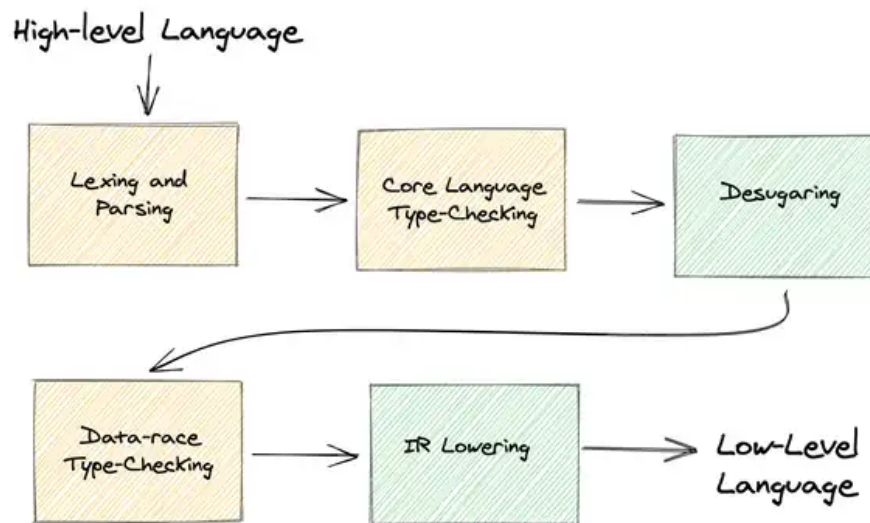 High-level Language
Lexing and
Parsing
Core Language
Type-Checking
Desugaring
Data-race
Type-Checking
IR Lowering
Low-Level
Language